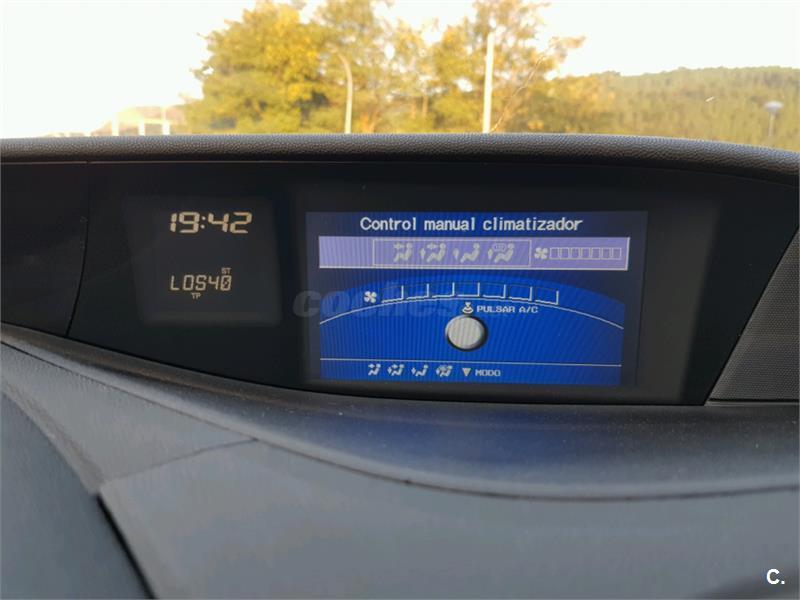 19:42
LOS40
ST
TP
Control manual climatizador
PULSAR A/C
MODO
coches
C.